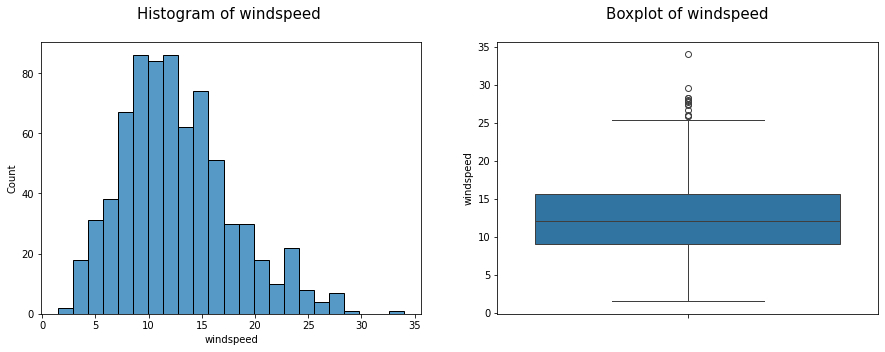 Histogram of windspeed
Count
80
60
40
20
0
0 5 10 15 20 25 30 35
windspeed
Boxplot of windspeed
windspeed
35
30
25
20
15
10
5
0